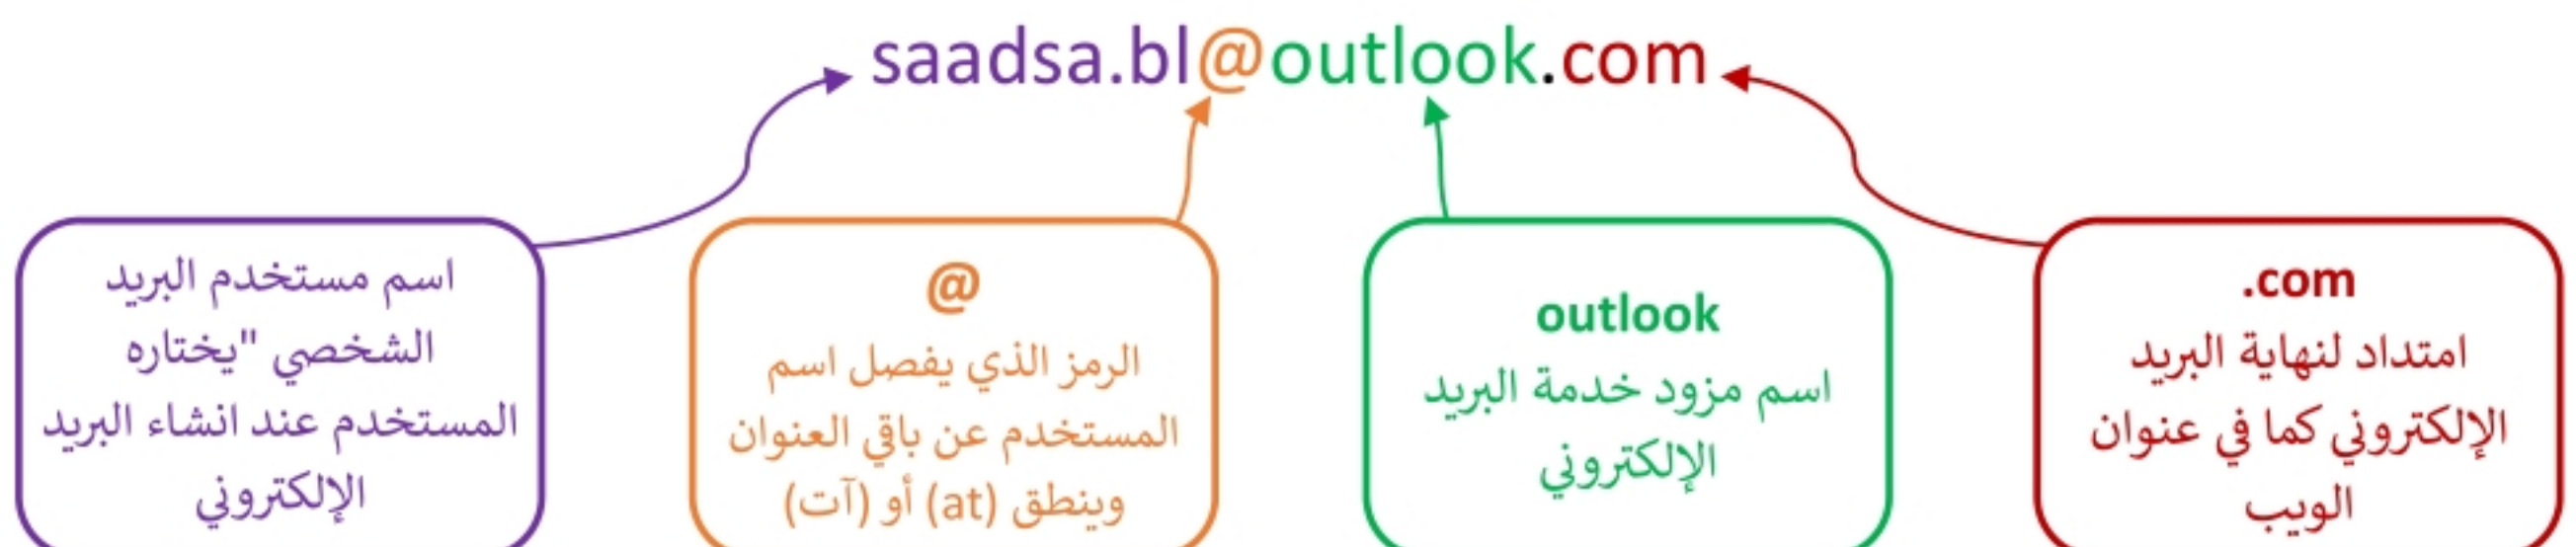 saadsa.bl@outlook.com
اسم مستخدم البريد
الشخصي "يختاره
المستخدم عند انشاء البريد
الإلكتروني
@
الرمز الذي يفصل اسم
المستخدم عن باقي العنوان
وينطق (at) أو (آت)
outlook
اسم مزود خدمة البريد
الإلكتروني
.com
امتداد لنهاية البريد
الإلكتروني كما في عنوان
الويب